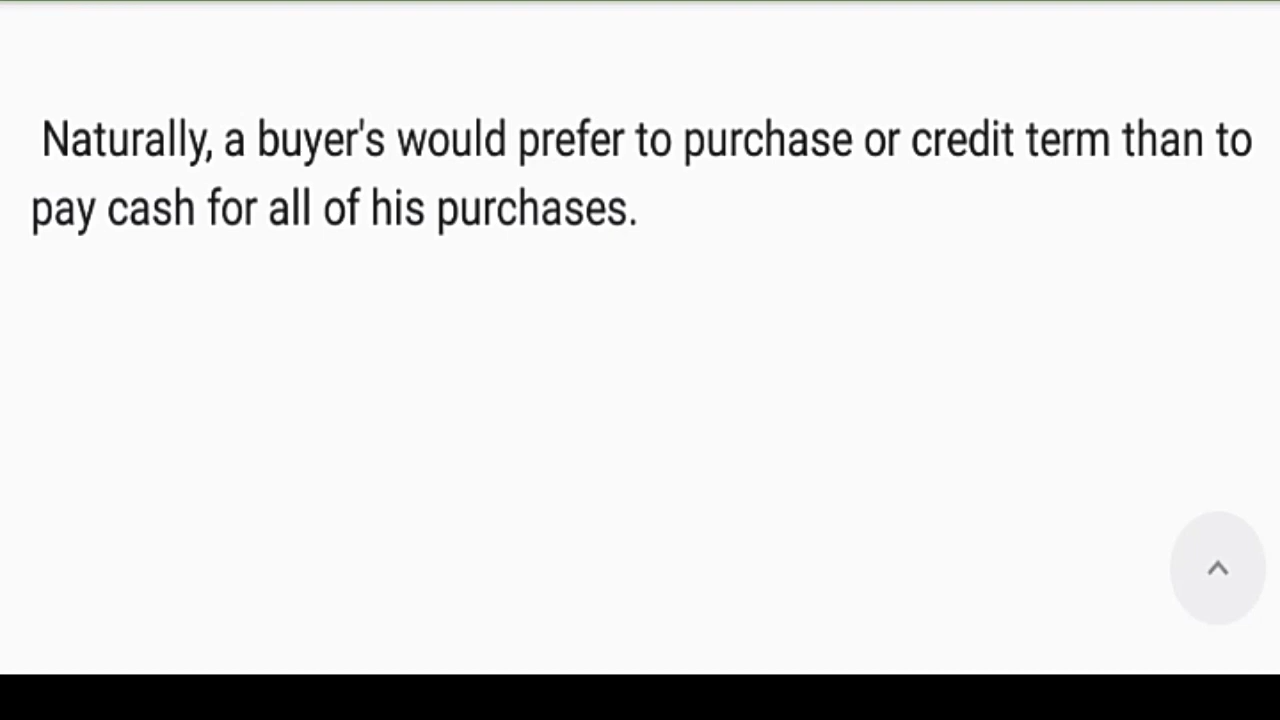 Naturally, a buyer's would prefer to purchase or credit term than to
pay cash for all of his purchases.